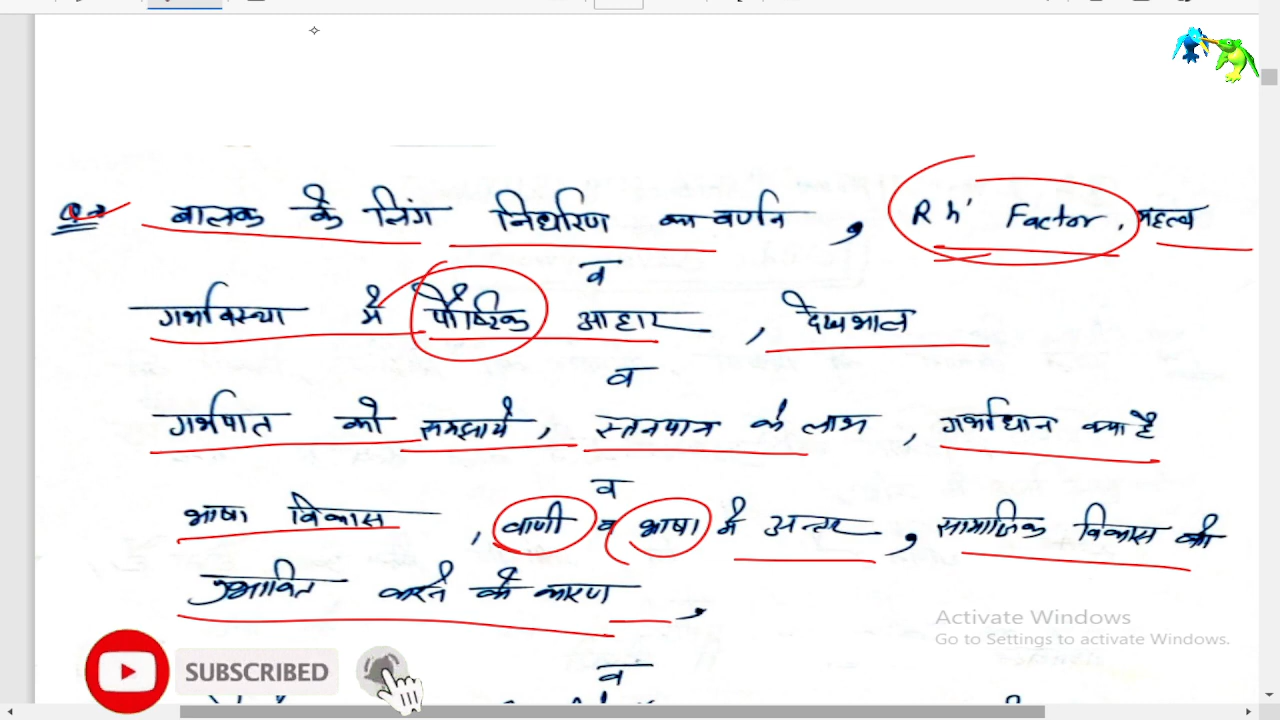 बालक के लिंग निर्धारण का वर्णन , Rh' Factor, महत्व
व
गर्भावस्था में पौष्टिक आहार , देखभाल
व
गर्भपात को समझाये, स्तनपान के लाभ , गर्भाधान क्या है
व
भाषा विकास , वाणी व भाषा में अन्तर , सामाजिक विकास को
प्रभावित करने के कारण ,
Activate Windows
Go to Settings to activate Windows.
SUBSCRIBED
व